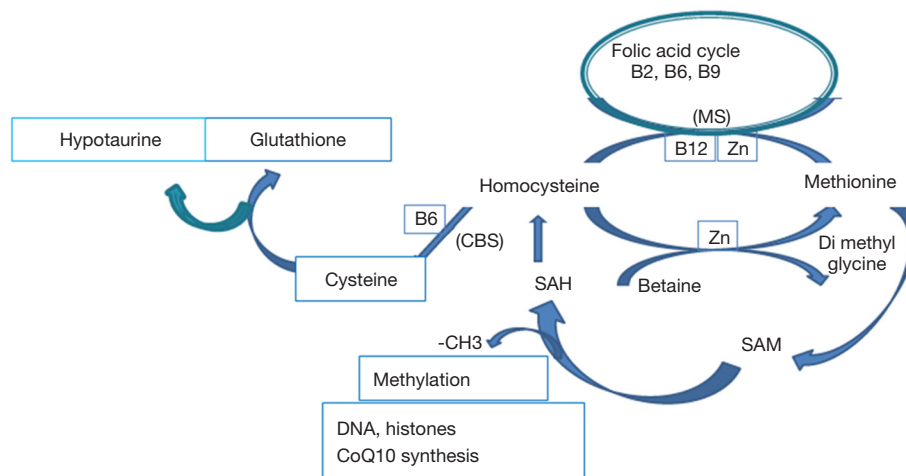 Folic acid cycle
B2, B6, B9
(MS)
B12 Zn
Hypotaurine Glutathione
Homocysteine Methionine
B6
(CBS)
Zn
Di methyl
glycine
Cysteine
SAH
Betaine
-CH3
SAM
Methylation
DNA, histones
CoQ10 synthesis